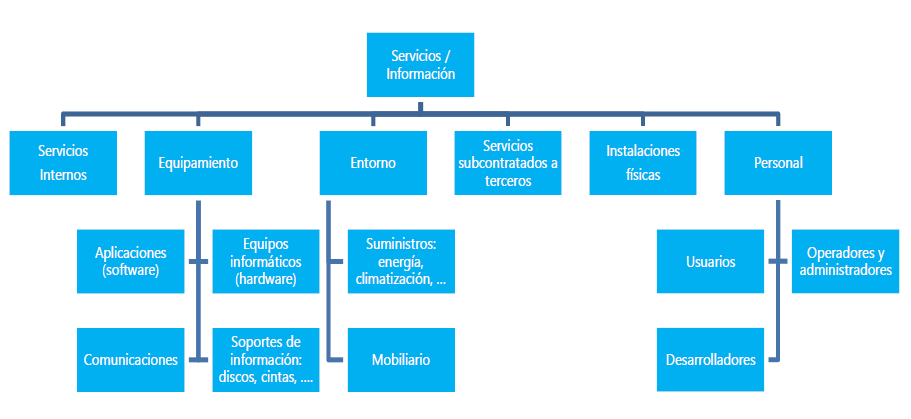 Servicios /
Información
Servicios
Internos
Equipamiento
Entorno
Servicios
subcontratados a
terceros
Instalaciones
físicas
Personal
Aplicaciones
(software)
Equipos
informáticos
(hardware)
Suministros:
energía,
climatización, ...
Usuarios
Operadores y
administradores
Comunicaciones
Soportes de
información:
discos, cintas, ....
Mobiliario
Desarrolladores